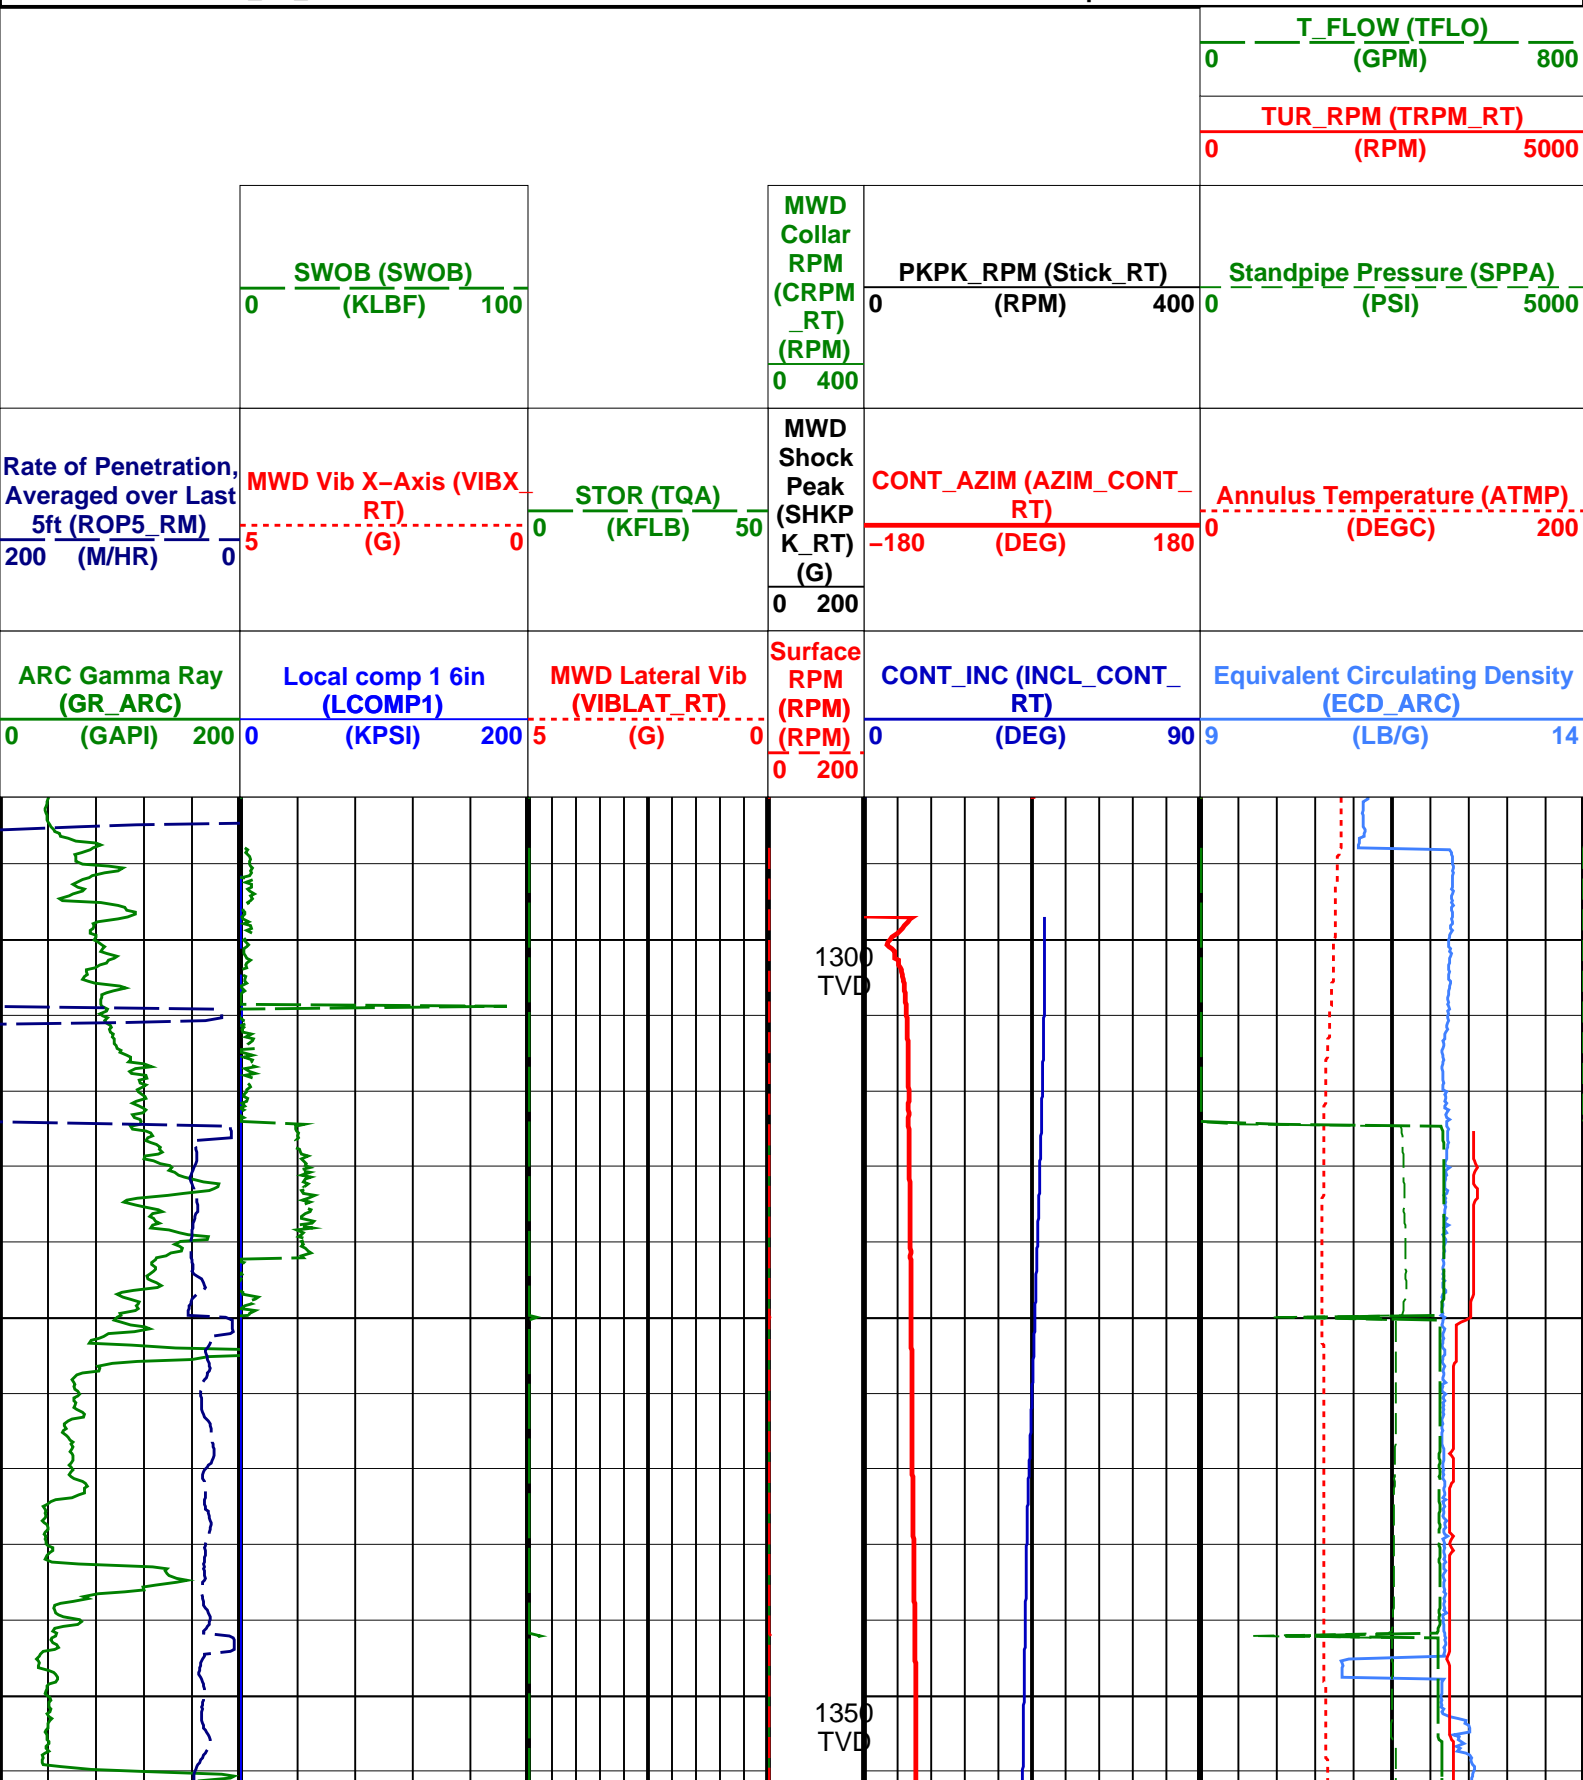 T_FLOW (TFLO)
0 (GPM) 800
TUR_RPM (TRPM_RT)
0 (RPM) 5000
SWOB (SWOB)
0 (KLBF) 100
MWD
Collar
RPM
(CRPM
_RT)
(RPM)
0 400
PKPK_RPM (Stick_RT)
0 (RPM) 400
Standpipe Pressure (SPPA)
0 (PSI) 5000
Rate of Penetration,
Averaged over Last
5ft (ROP5_RM)
200 (M/HR) 0
MWD Vib X–Axis (VIBX_
RT)
5 (G) 0
STOR (TQA)
0 (KFLB) 50
MWD
Shock
Peak
(SHKP
K_RT)
(G)
0 200
CONT_AZIM (AZIM_CONT_
RT)
–180 (DEG) 180
Annulus Temperature (ATMP)
0 (DEGC) 200
ARC Gamma Ray
(GR_ARC)
0 (GAPI) 200
Local comp 1 6in
(LCOMP1)
0 (KPSI) 200
MWD Lateral Vib
(VIBLAT_RT)
5 (G) 0
Surface
RPM
(RPM)
(RPM)
0 200
CONT_INC (INCL_CONT_
RT)
0 (DEG) 90
Equivalent Circulating Density
(ECD_ARC)
9 (LB/G) 14
1300
TVD
1350
TVD